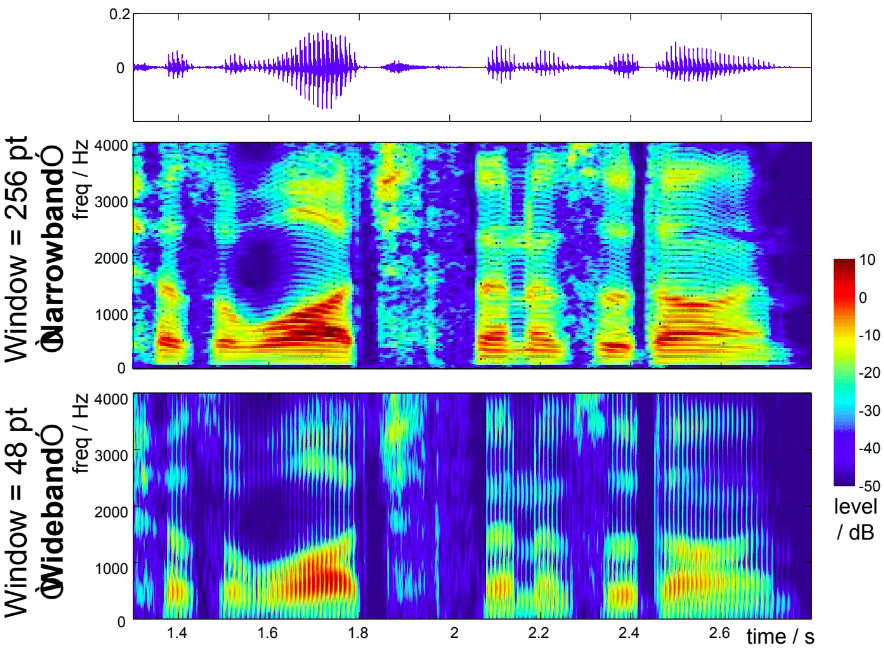 0.2
0
Window = 256 pt
ÒNarrowbandÓ
freq / Hz
4000
3000
2000
1000
0
Window = 48 pt
ÒWidebandÓ
freq / Hz
4000
3000
2000
1000
0
1.4 1.6 1.8 2 2.2 2.4 2.6 time / s
10
0
-10
-20
-30
-40
-50
level
/ dB